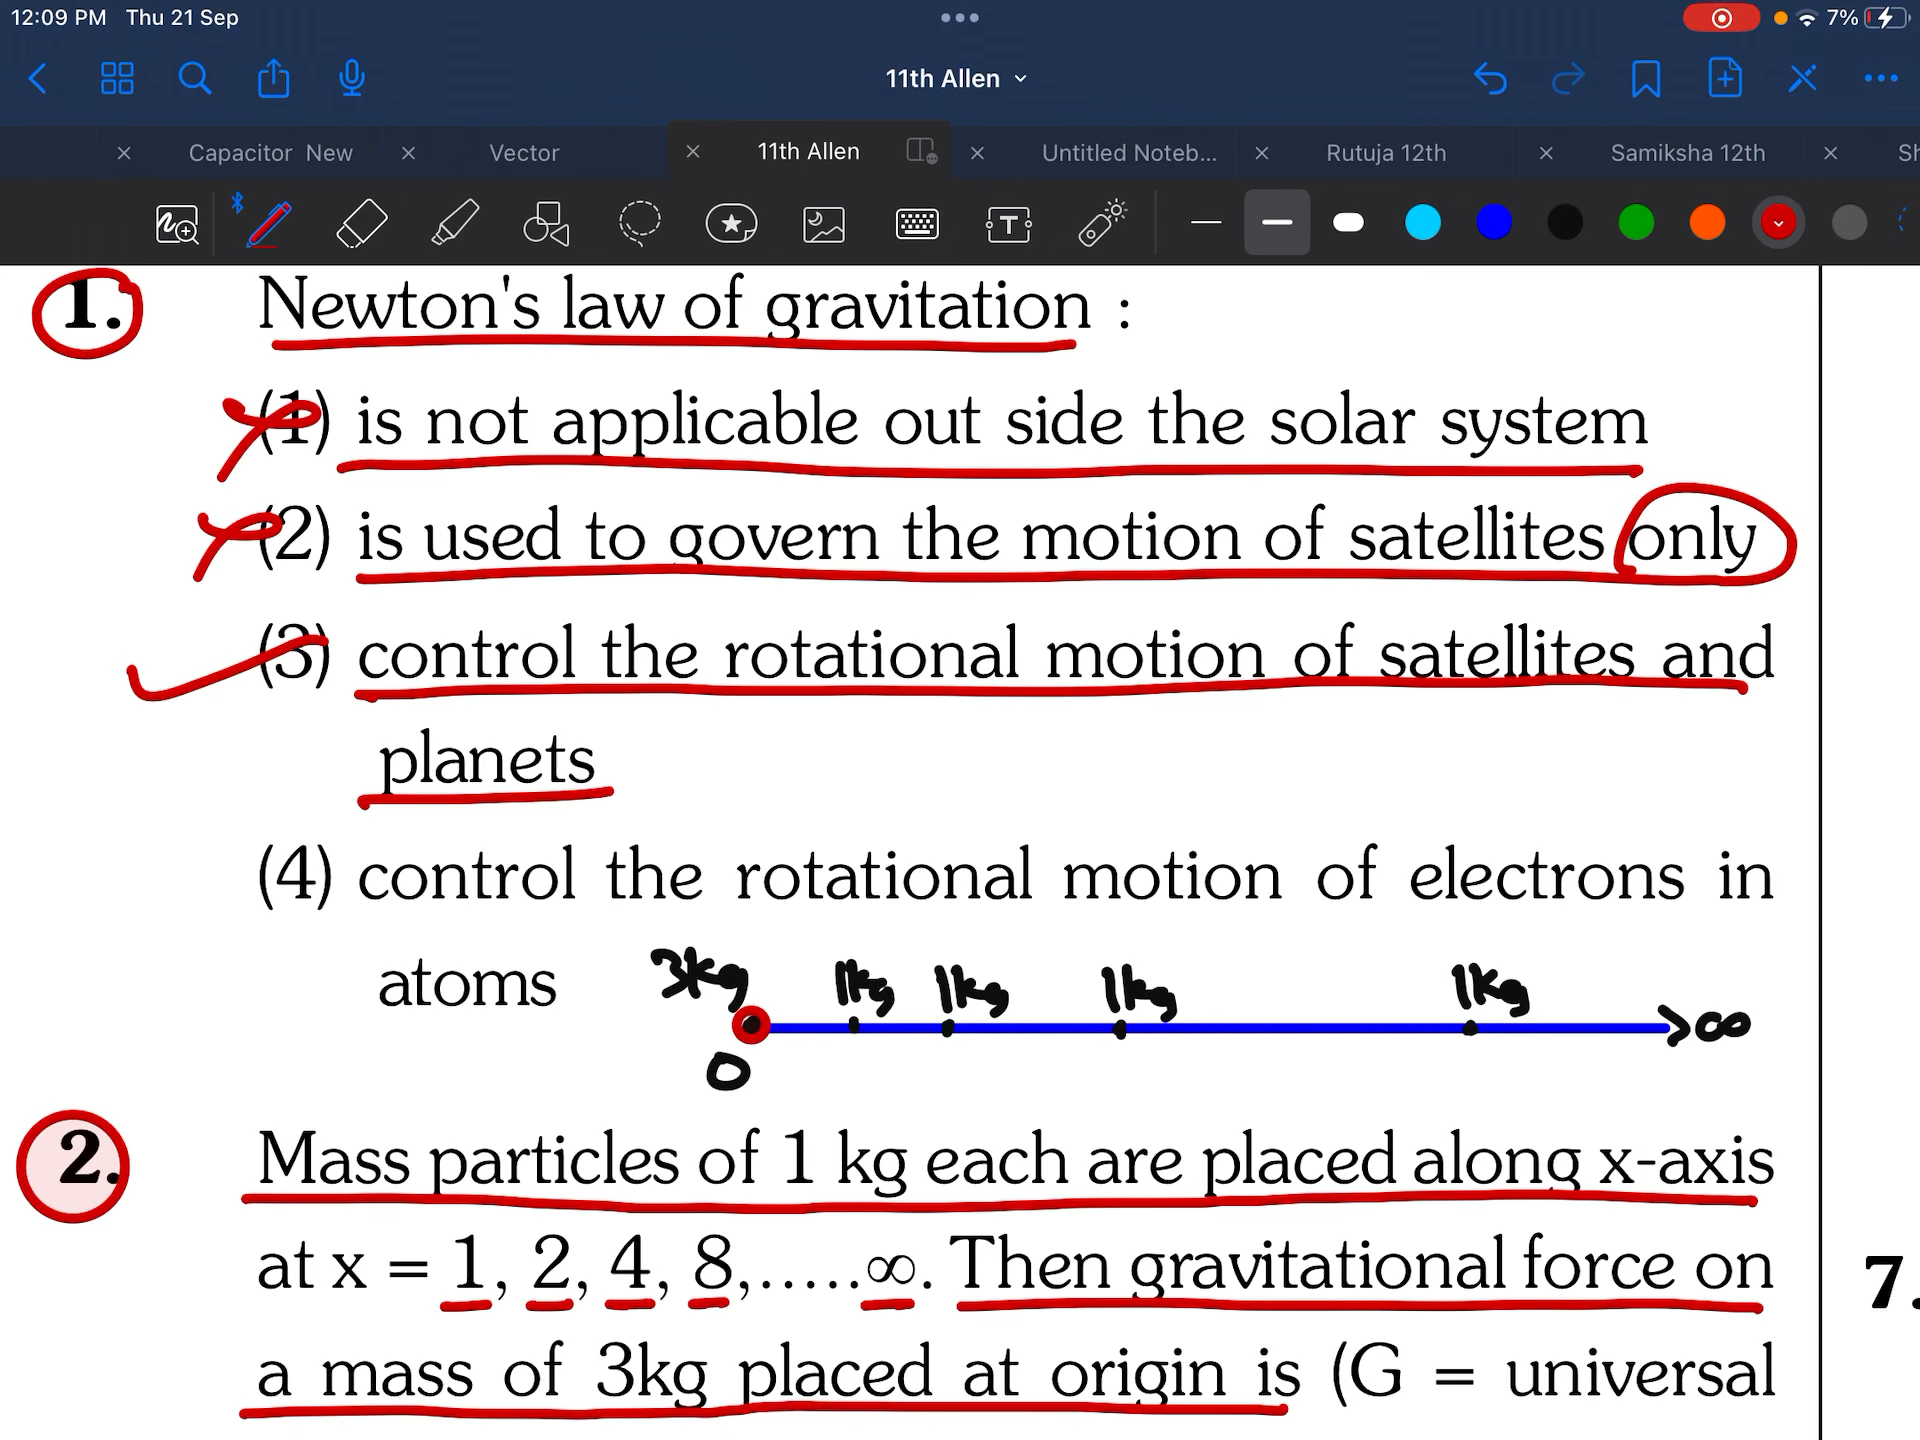 12:09 PM Thu 21 Sep
7%
11th Allen
Capacitor New
Vector
11th Allen
Untitled Noteb...
Rutuja 12th
Samiksha 12th
Sh
T
1. Newton's law of gravitation :
(1) is not applicable out side the solar system
(2) is used to govern the motion of satellites only
(3) control the rotational motion of satellites and
planets
(4) control the rotational motion of electrons in
atoms
3kg 1kg 1kg 1kg 1kg
∞
0
2. Mass particles of 1 kg each are placed along x-axis
at x = 1, 2, 4, 8,.....∞. Then gravitational force on
a mass of 3kg placed at origin is (G = universal
7.